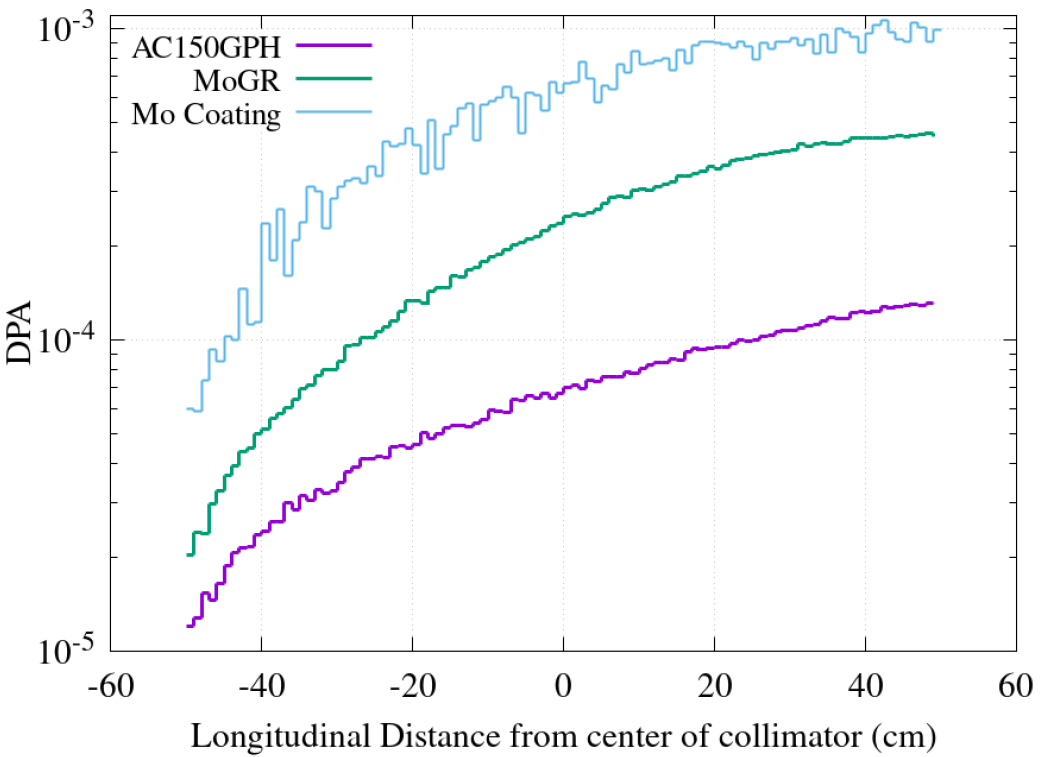 10⁻³
AC150GPH
MoGR
Mo Coating
DPA
10⁻⁴
10⁻⁵
-60 -40 -20 0 20 40 60
Longitudinal Distance from center of collimator (cm)